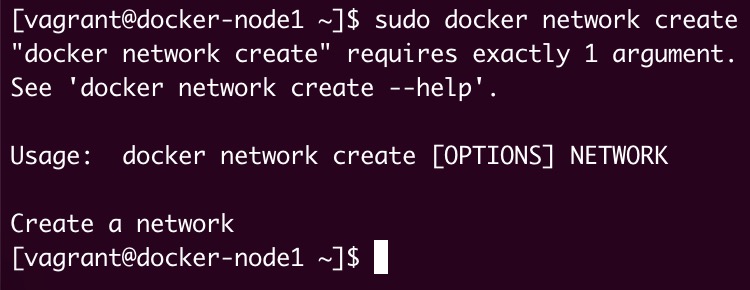 [vagrant@docker-node1 ~]$ sudo docker network create
"docker network create" requires exactly 1 argument.
See 'docker network create --help'.
Usage:  docker network create [OPTIONS] NETWORK
Create a network
[vagrant@docker-node1 ~]$